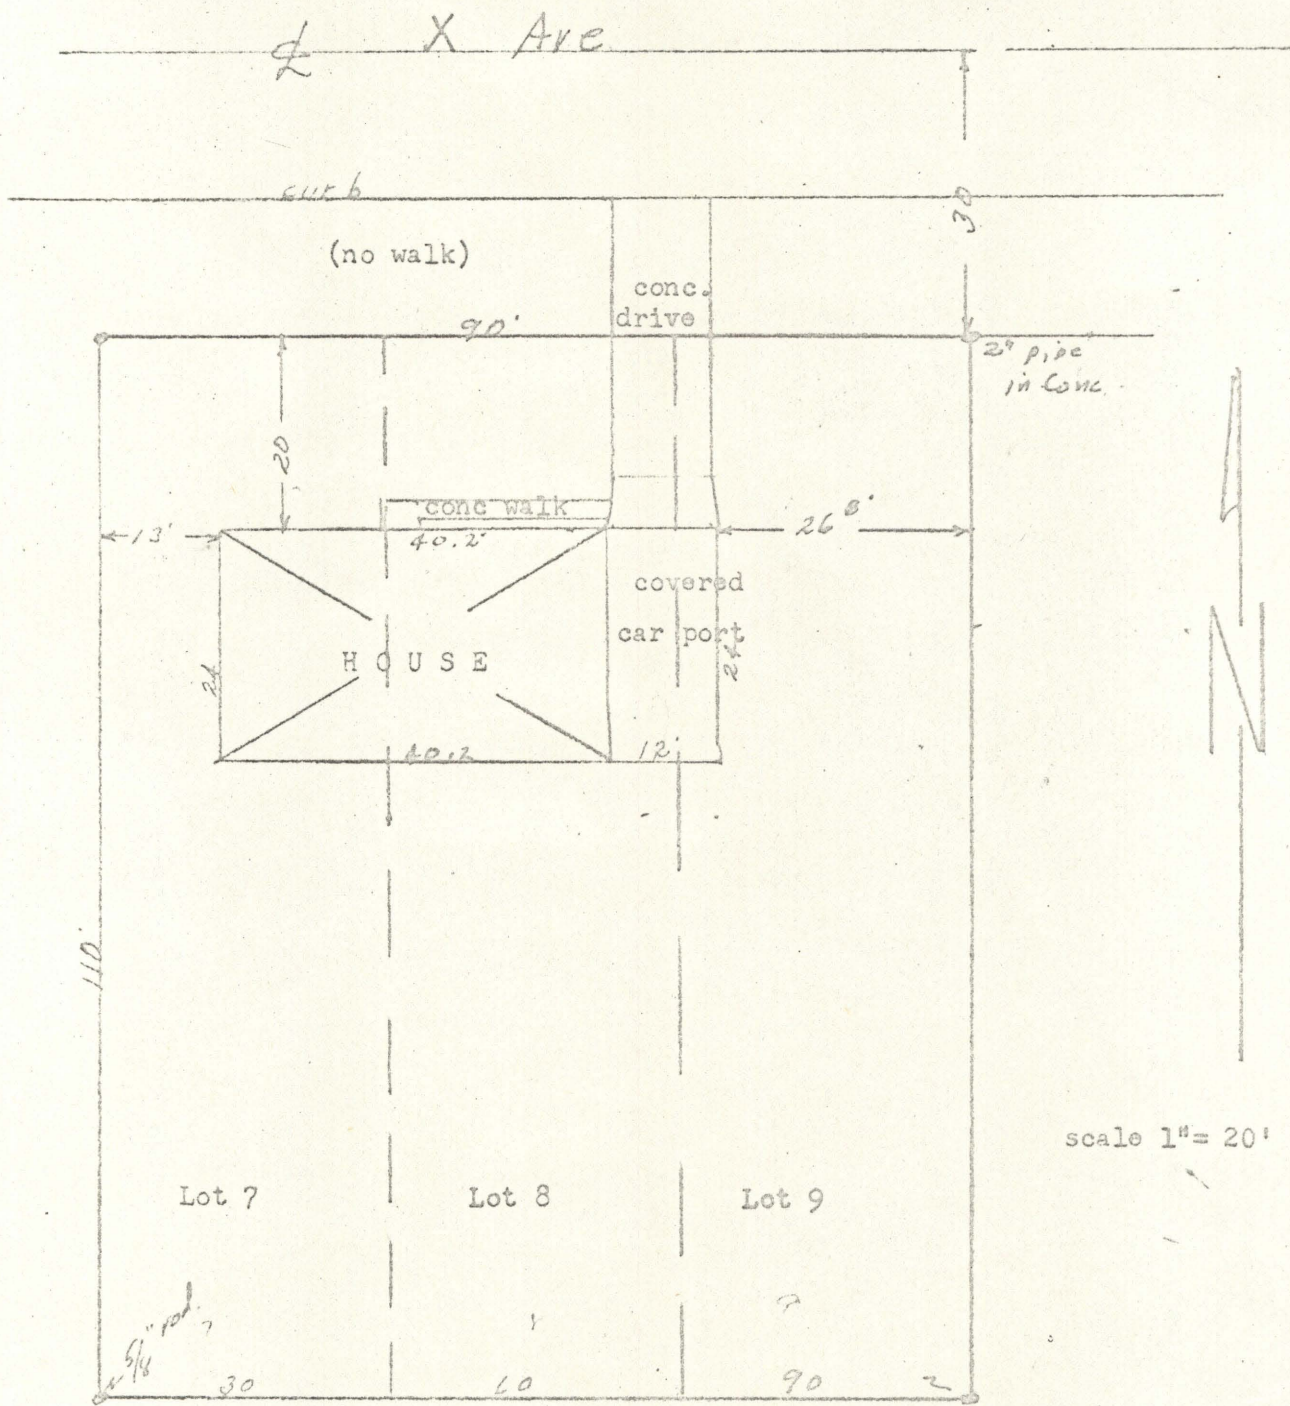 ℄ X Ave
curb
30
(no walk)
conc.
drive
90'
2" pipe
in Conc.
20
conc walk
13'
40.2'
26 8'
covered
car port
HOUSE
24
24
40.2
12'
110'
N
scale 1"= 20'
Lot 7
Lot 8
Lot 9
5/8" rod
30
60
90